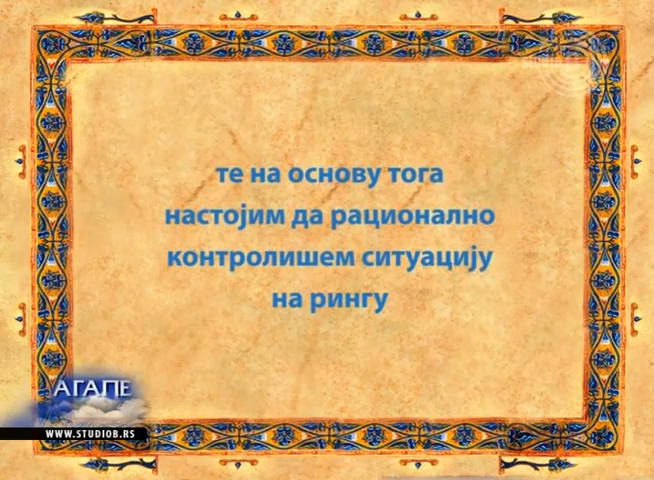 те на основу тога
настојим да рационално
контролишем ситуацију
на рингу
АГАПЕ
WWW.STUDIOB.RS